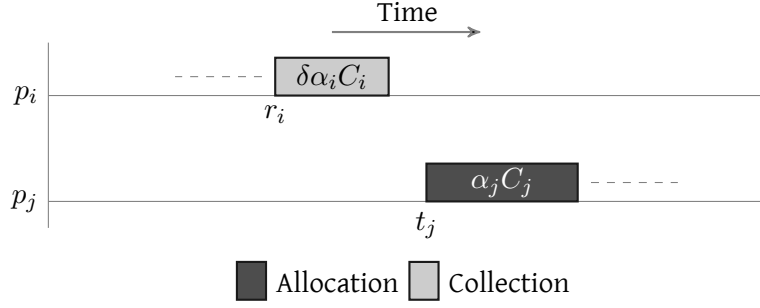 Time
δα_iC_i
p_i
r_i
α_jC_j
p_j
t_j
Allocation Collection